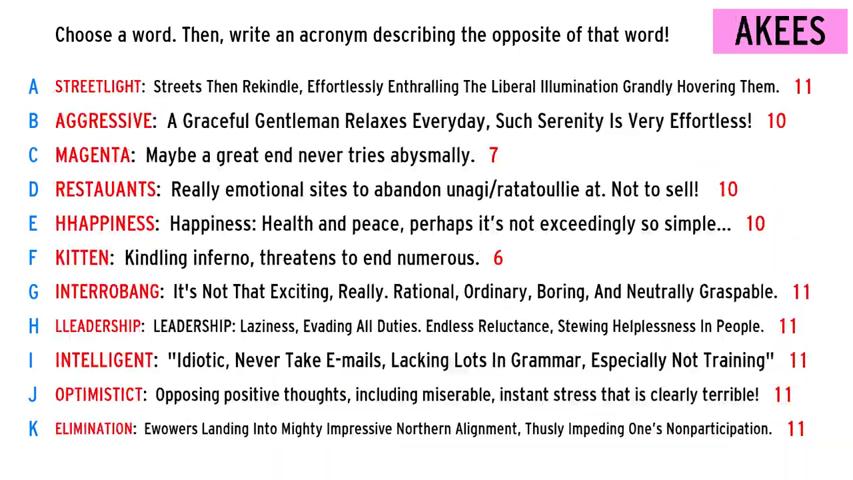 Choose a word. Then, write an acronym describing the opposite of that word!
AKEES
A STREETLIGHT: Streets Then Rekindle, Effortlessly Enthralling The Liberal Illumination Grandly Hovering Them. 11
B AGGRESSIVE: A Graceful Gentleman Relaxes Everyday, Such Serenity Is Very Effortless! 10
C MAGENTA: Maybe a great end never tries abysmally. 7
D RESTAUANTS: Really emotional sites to abandon unagi/ratatoullie at. Not to sell! 10
E HHAPPINESS: Happiness: Health and peace, perhaps it's not exceedingly so simple... 10
F KITTEN: Kindling inferno, threatens to end numerous. 6
G INTERROBANG: It's Not That Exciting, Really. Rational, Ordinary, Boring, And Neutrally Graspable. 11
H LLEADERSHIP: LEADERSHIP: Laziness, Evading All Duties. Endless Reluctance, Stewing Helplessness In People. 11
I INTELLIGENT: "Idiotic, Never Take E-mails, Lacking Lots In Grammar, Especially Not Training" 11
J OPTIMISTICT: Opposing positive thoughts, including miserable, instant stress that is clearly terrible! 11
K ELIMINATION: Ewowers Landing Into Mighty Impressive Northern Alignment, Thusly Impeding One's Nonparticipation. 11